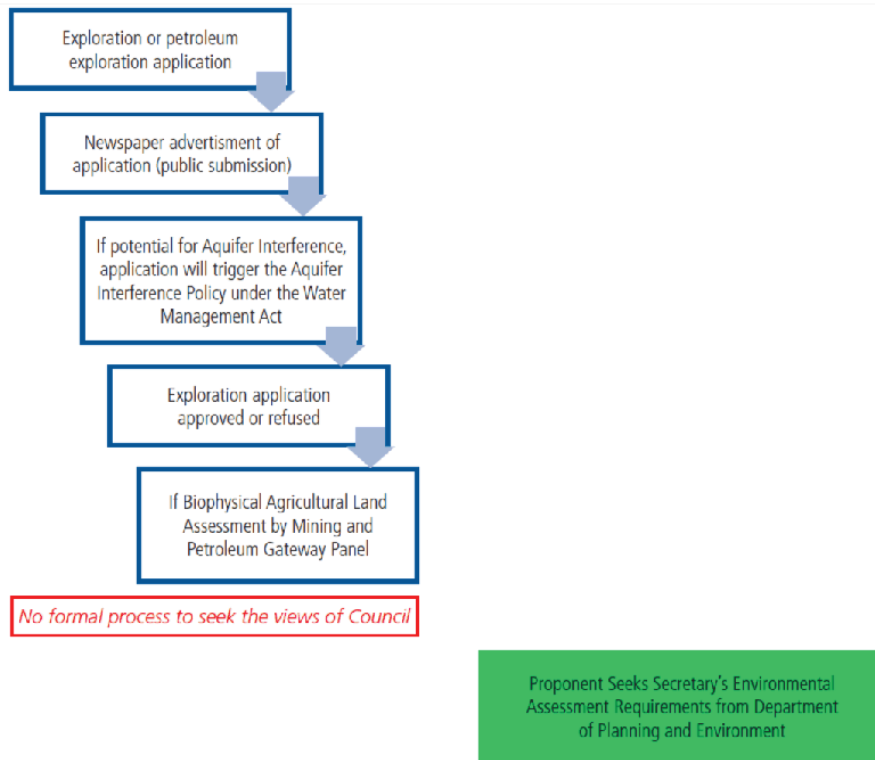 Exploration or petroleum
exploration application
Newspaper advertisment of
application (public submission)
If potential for Aquifer Interference,
application will trigger the Aquifer
Interference Policy under the Water
Management Act
Exploration application
approved or refused
If Biophysical Agricultural Land
Assessment by Mining and
Petroleum Gateway Panel
No formal process to seek the views of Council
Proponent Seeks Secretary's Environmental
Assessment Requirements from Department
of Planning and Environment